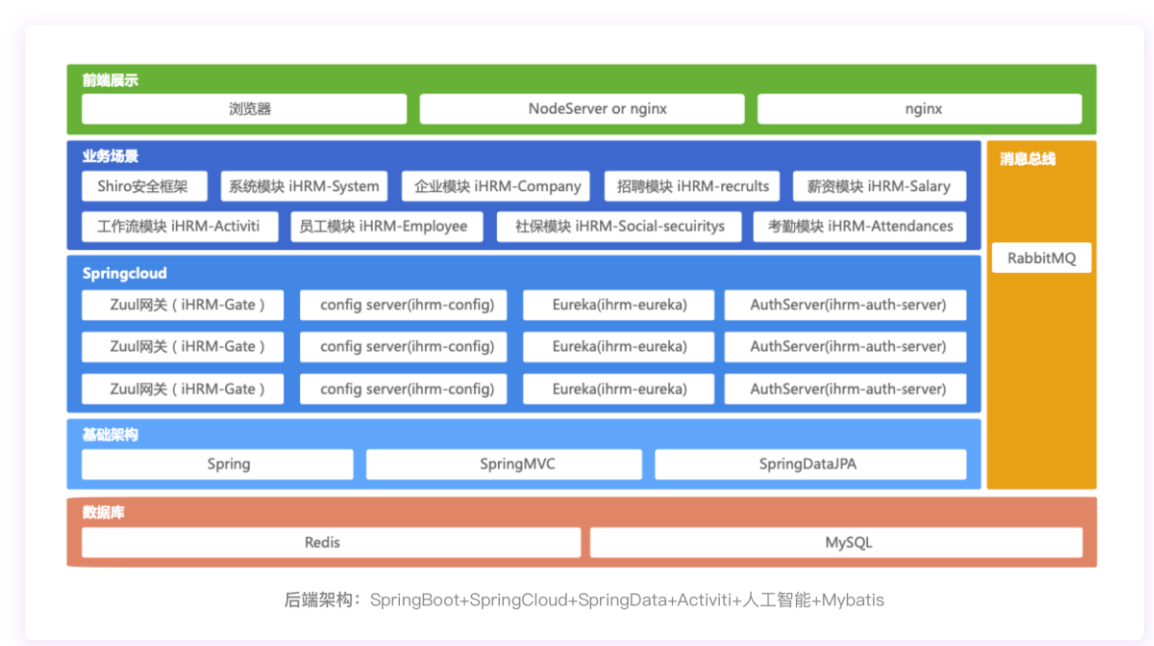 前端展示
浏览器 NodeServer or nginx nginx
业务场景
消息总线
Shiro安全框架 系统模块 iHRM-System 企业模块 iHRM-Company 招聘模块 iHRM-recrults 薪资模块 iHRM-Salary
工作流模块 iHRM-Activiti 员工模块 iHRM-Employee 社保模块 iHRM-Social-secuiritys 考勤模块 iHRM-Attendances
RabbitMQ
Springcloud
Zuul网关 ( iHRM-Gate ) config server(ihrm-config) Eureka(ihrm-eureka) AuthServer(ihrm-auth-server)
Zuul网关 ( iHRM-Gate ) config server(ihrm-config) Eureka(ihrm-eureka) AuthServer(ihrm-auth-server)
Zuul网关 ( iHRM-Gate ) config server(ihrm-config) Eureka(ihrm-eureka) AuthServer(ihrm-auth-server)
基础架构
Spring SpringMVC SpringDataJPA
数据库
Redis MySQL
后端架构：SpringBoot+SpringCloud+SpringData+Activiti+人工智能+Mybatis